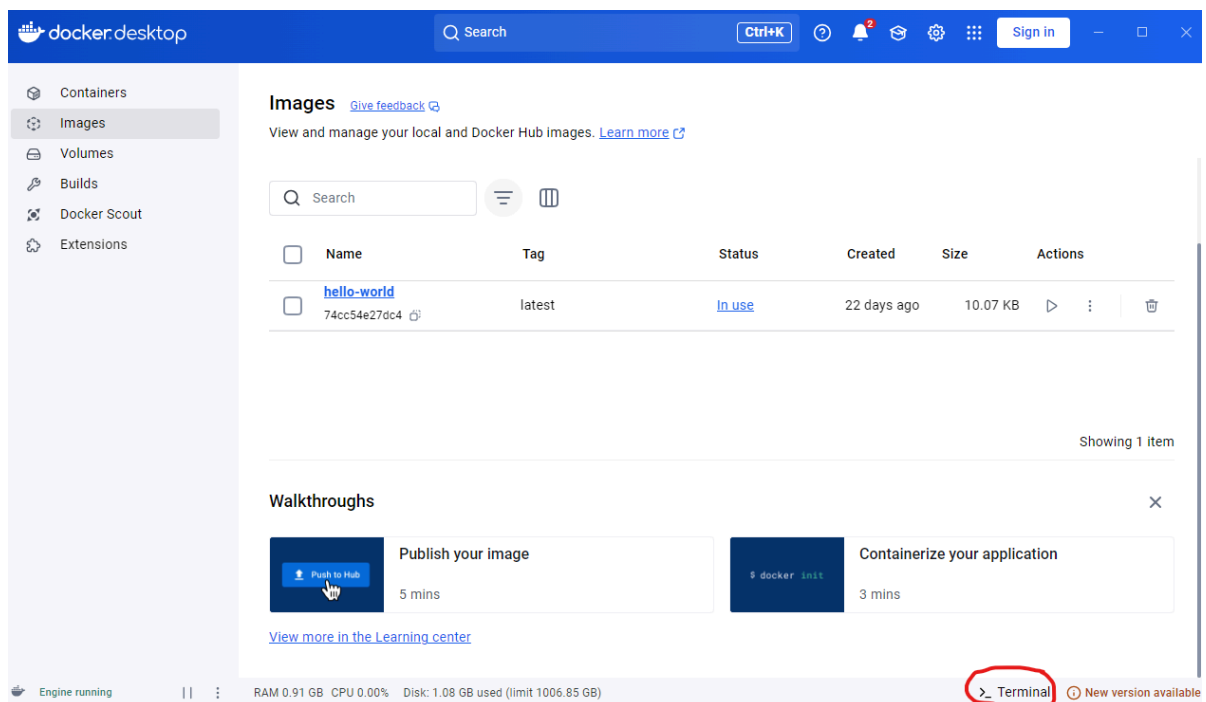 docker.desktop Search Ctrl+K 2 Sign in
Containers
Images
Volumes
Builds
Docker Scout
Extensions
Images Give feedback
View and manage your local and Docker Hub images. Learn more
Search
Name Tag Status Created Size Actions
hello-world
74cc54e27dc4
latest In use 22 days ago 10.07 KB
Showing 1 item
Walkthroughs
Push to Hub
Publish your image
5 mins
$ docker init
Containerize your application
3 mins
View more in the Learning center
Engine running RAM 0.91 GB CPU 0.00% Disk: 1.08 GB used (limit 1006.85 GB) >_ Terminal New version available